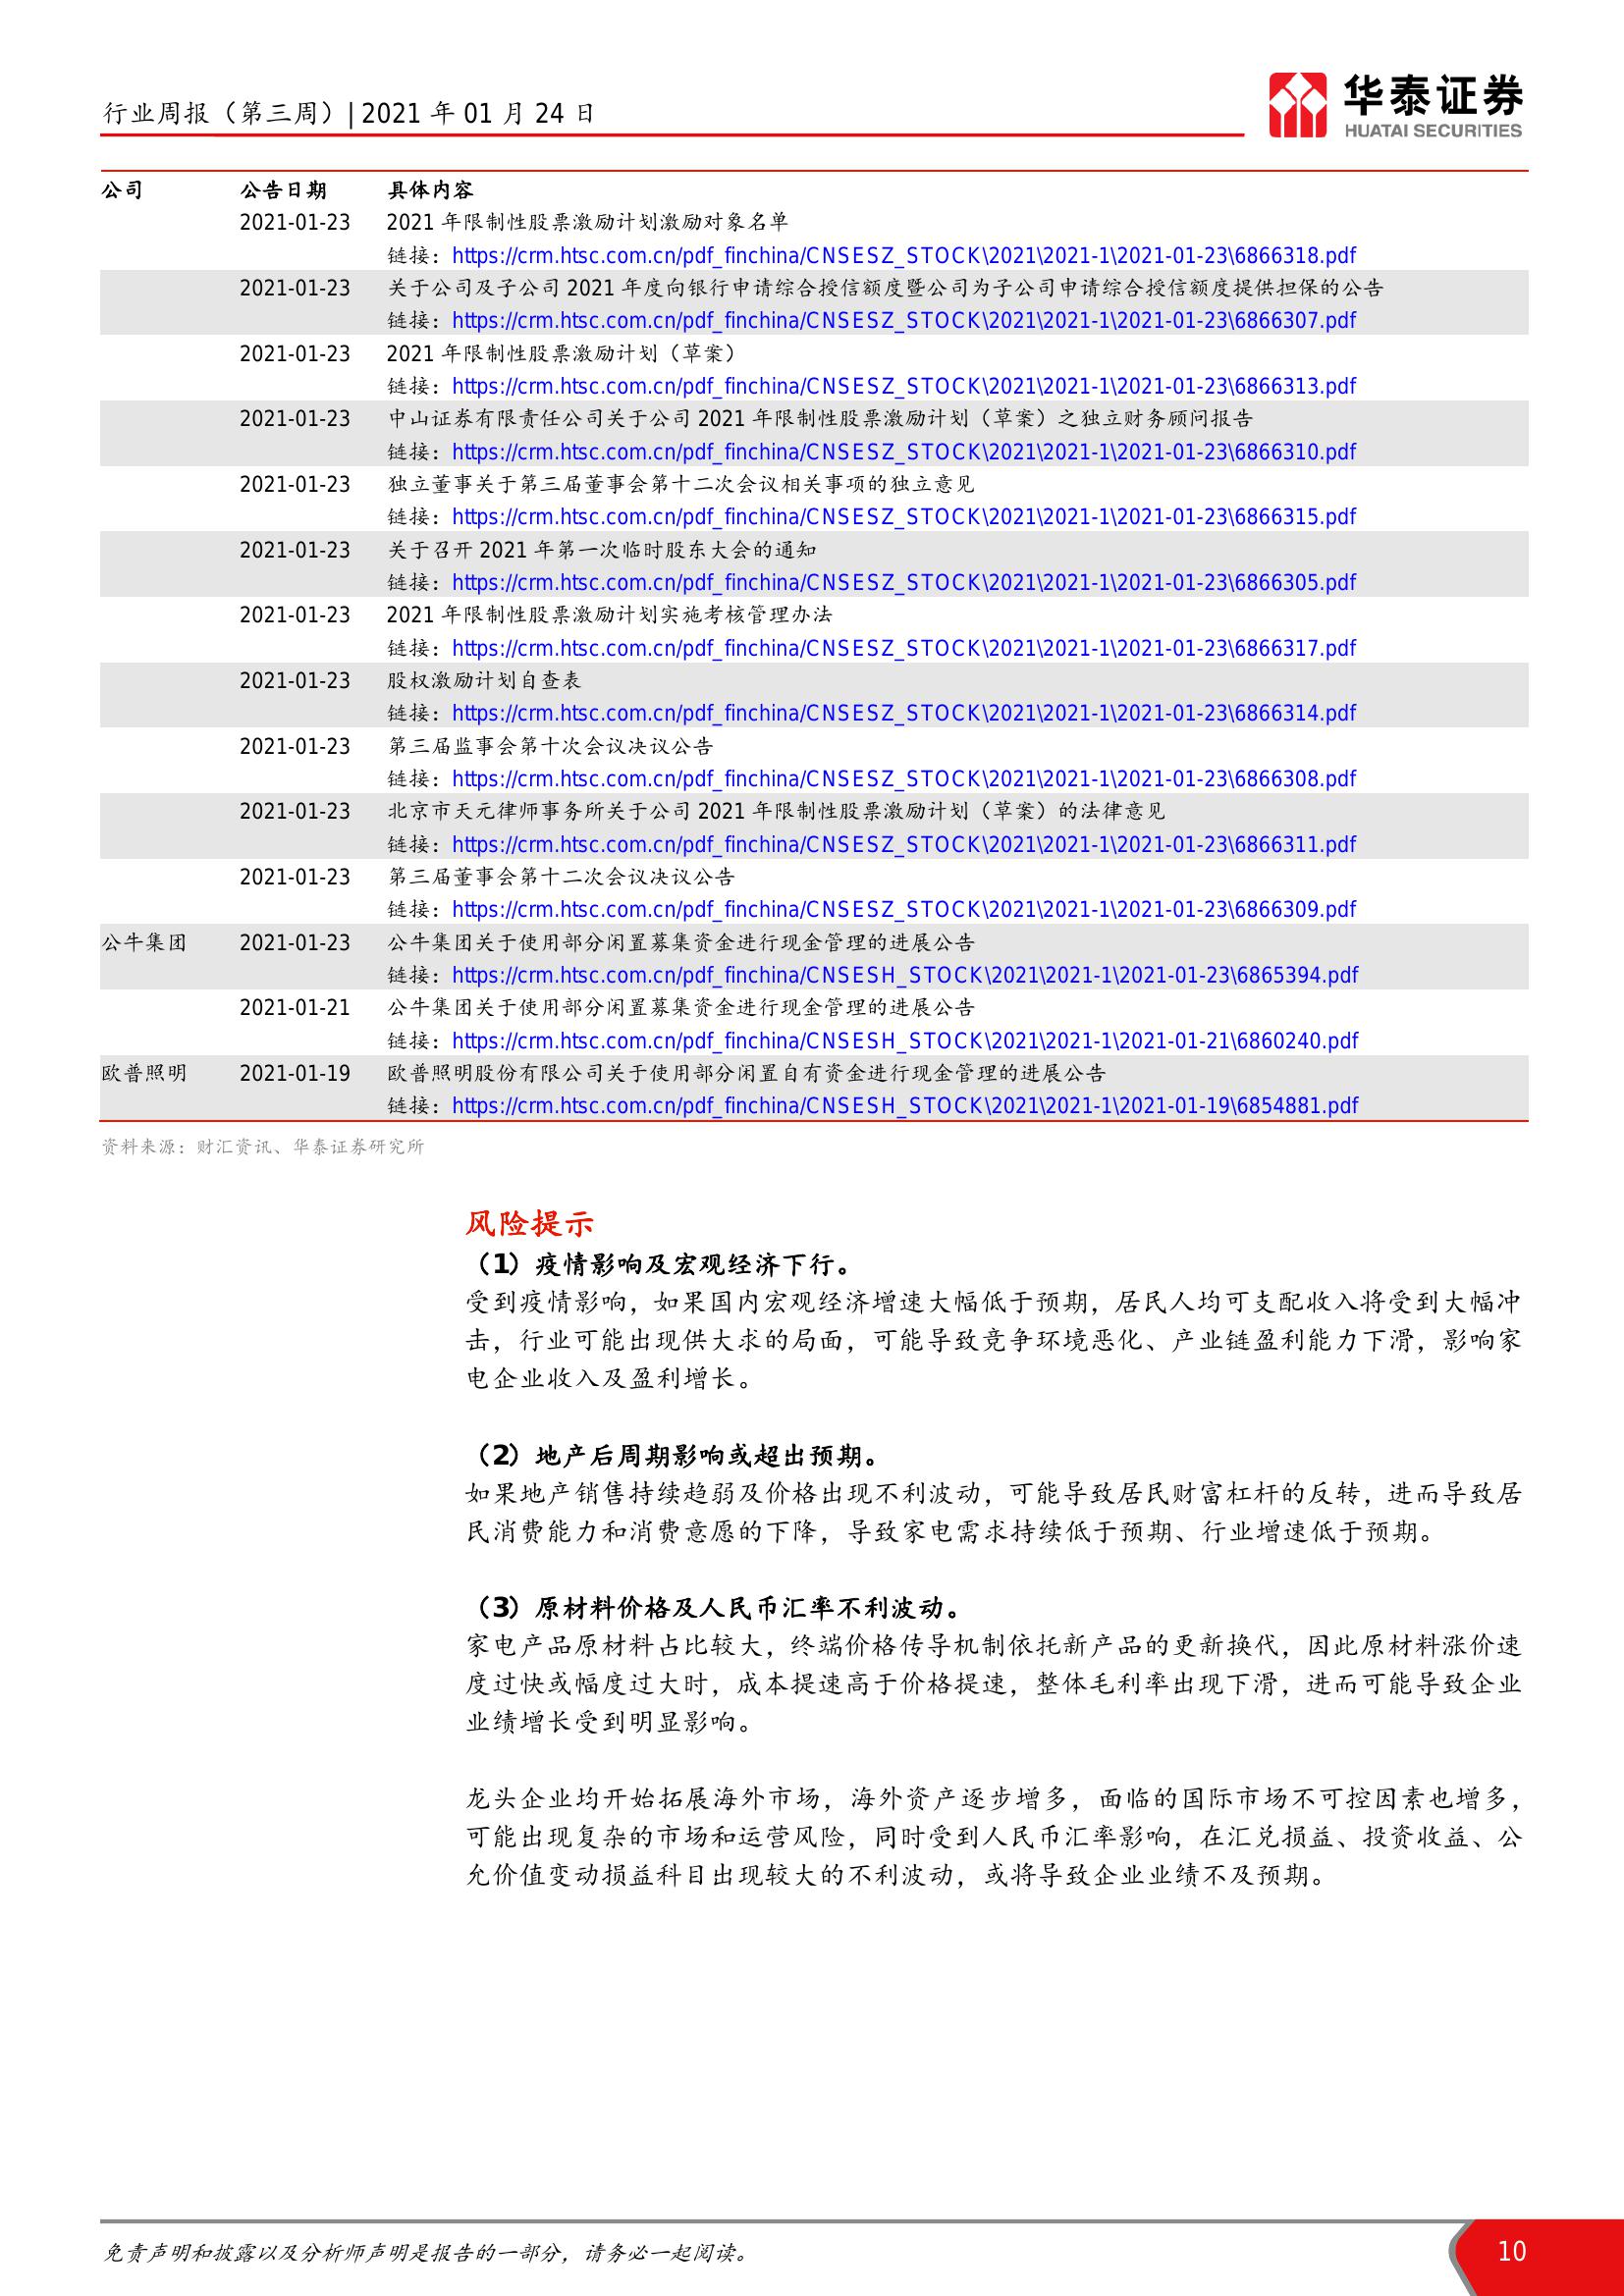 行业周报（第三周）| 2021 年 01 月 24 日
华泰证券
HUATAI SECURITIES
公司 公告日期 具体内容
2021-01-23 2021 年限制性股票激励计划激励对象名单
链接：https://crm.htsc.com.cn/pdf_finchina/CNSESZ_STOCK\2021\2021-1\2021-01-23\6866318.pdf
2021-01-23 关于公司及子公司 2021 年度向银行申请综合授信额度暨公司为子公司申请综合授信额度提供担保的公告
链接：https://crm.htsc.com.cn/pdf_finchina/CNSESZ_STOCK\2021\2021-1\2021-01-23\6866307.pdf
2021-01-23 2021 年限制性股票激励计划（草案）
链接：https://crm.htsc.com.cn/pdf_finchina/CNSESZ_STOCK\2021\2021-1\2021-01-23\6866313.pdf
2021-01-23 中山证券有限责任公司关于公司 2021 年限制性股票激励计划（草案）之独立财务顾问报告
链接：https://crm.htsc.com.cn/pdf_finchina/CNSESZ_STOCK\2021\2021-1\2021-01-23\6866310.pdf
2021-01-23 独立董事关于第三届董事会第十二次会议相关事项的独立意见
链接：https://crm.htsc.com.cn/pdf_finchina/CNSESZ_STOCK\2021\2021-1\2021-01-23\6866315.pdf
2021-01-23 关于召开 2021 年第一次临时股东大会的通知
链接：https://crm.htsc.com.cn/pdf_finchina/CNSESZ_STOCK\2021\2021-1\2021-01-23\6866305.pdf
2021-01-23 2021 年限制性股票激励计划实施考核管理办法
链接：https://crm.htsc.com.cn/pdf_finchina/CNSESZ_STOCK\2021\2021-1\2021-01-23\6866317.pdf
2021-01-23 股权激励计划自查表
链接：https://crm.htsc.com.cn/pdf_finchina/CNSESZ_STOCK\2021\2021-1\2021-01-23\6866314.pdf
2021-01-23 第三届监事会第十次会议决议公告
链接：https://crm.htsc.com.cn/pdf_finchina/CNSESZ_STOCK\2021\2021-1\2021-01-23\6866308.pdf
2021-01-23 北京市天元律师事务所关于公司 2021 年限制性股票激励计划（草案）的法律意见
链接：https://crm.htsc.com.cn/pdf_finchina/CNSESZ_STOCK\2021\2021-1\2021-01-23\6866311.pdf
2021-01-23 第三届董事会第十二次会议决议公告
链接：https://crm.htsc.com.cn/pdf_finchina/CNSESZ_STOCK\2021\2021-1\2021-01-23\6866309.pdf
公牛集团 2021-01-23 公牛集团关于使用部分闲置募集资金进行现金管理的进展公告
链接：https://crm.htsc.com.cn/pdf_finchina/CNSESH_STOCK\2021\2021-1\2021-01-23\6865394.pdf
2021-01-21 公牛集团关于使用部分闲置募集资金进行现金管理的进展公告
链接：https://crm.htsc.com.cn/pdf_finchina/CNSESH_STOCK\2021\2021-1\2021-01-21\6860240.pdf
欧普照明 2021-01-19 欧普照明股份有限公司关于使用部分闲置自有资金进行现金管理的进展公告
链接：https://crm.htsc.com.cn/pdf_finchina/CNSESH_STOCK\2021\2021-1\2021-01-19\6854881.pdf
资料来源：财汇资讯、华泰证券研究所
风险提示
（1）疫情影响及宏观经济下行。
受到疫情影响，如果国内宏观经济增速大幅低于预期，居民人均可支配收入将受到大幅冲
击，行业可能出现供大求的局面，可能导致竞争环境恶化、产业链盈利能力下滑，影响家
电企业收入及盈利增长。
（2）地产后周期影响或超出预期。
如果地产销售持续趋弱及价格出现不利波动，可能导致居民财富杠杆的反转，进而导致居
民消费能力和消费意愿的下降，导致家电需求持续低于预期、行业增速低于预期。
（3）原材料价格及人民币汇率不利波动。
家电产品原材料占比较大，终端价格传导机制依托新产品的更新换代，因此原材料涨价速
度过快或幅度过大时，成本提速高于价格提速，整体毛利率出现下滑，进而可能导致企业
业绩增长受到明显影响。
龙头企业均开始拓展海外市场，海外资产逐步增多，面临的国际市场不可控因素也增多，
可能出现复杂的市场和运营风险，同时受到人民币汇率影响，在汇兑损益、投资收益、公
允价值变动损益科目出现较大的不利波动，或将导致企业业绩不及预期。
免责声明和披露以及分析师声明是报告的一部分，请务必一起阅读。
10